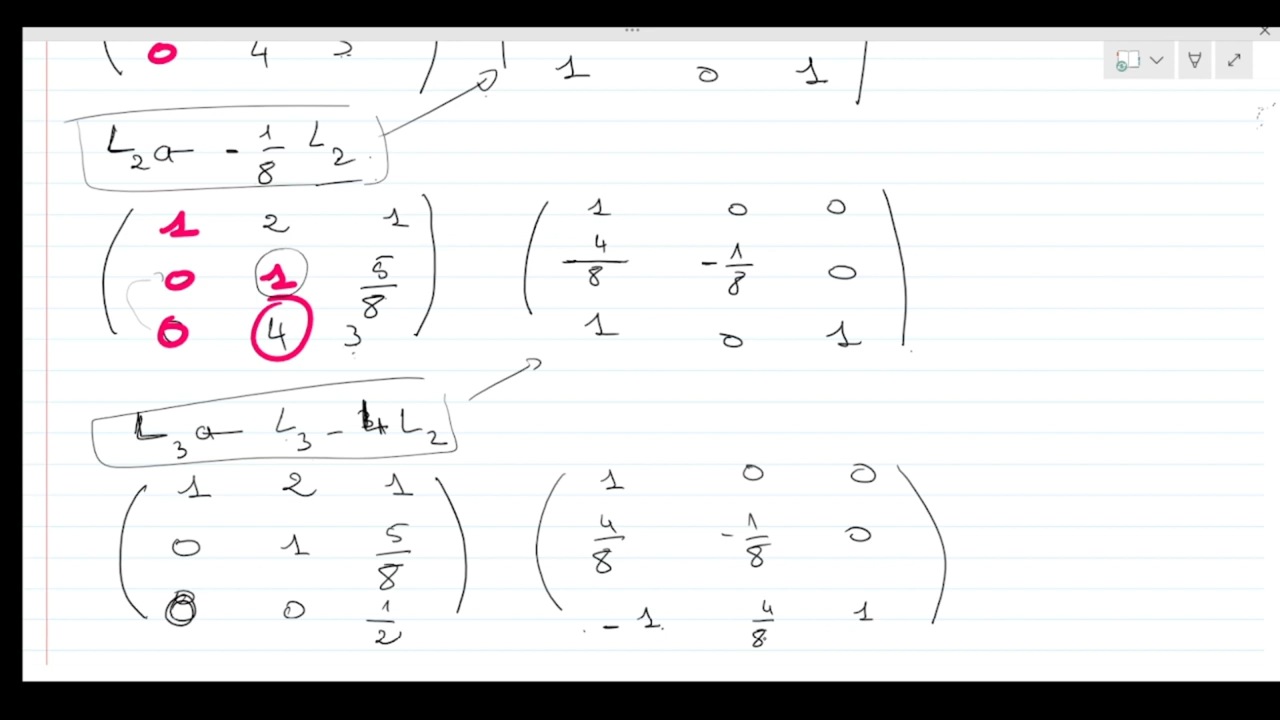 0 4 1 0 1
L₂ ← - 1/8 L₂
1 2 1 1 0 0
0 1 5/8 4/8 -1/8 0
0 4 3 1 0 1
L₃ ← L₃ - 4 L₂
1 2 1 1 0 0
0 1 5/8 4/8 -1/8 0
0 0 1/2 -1 4/8 1